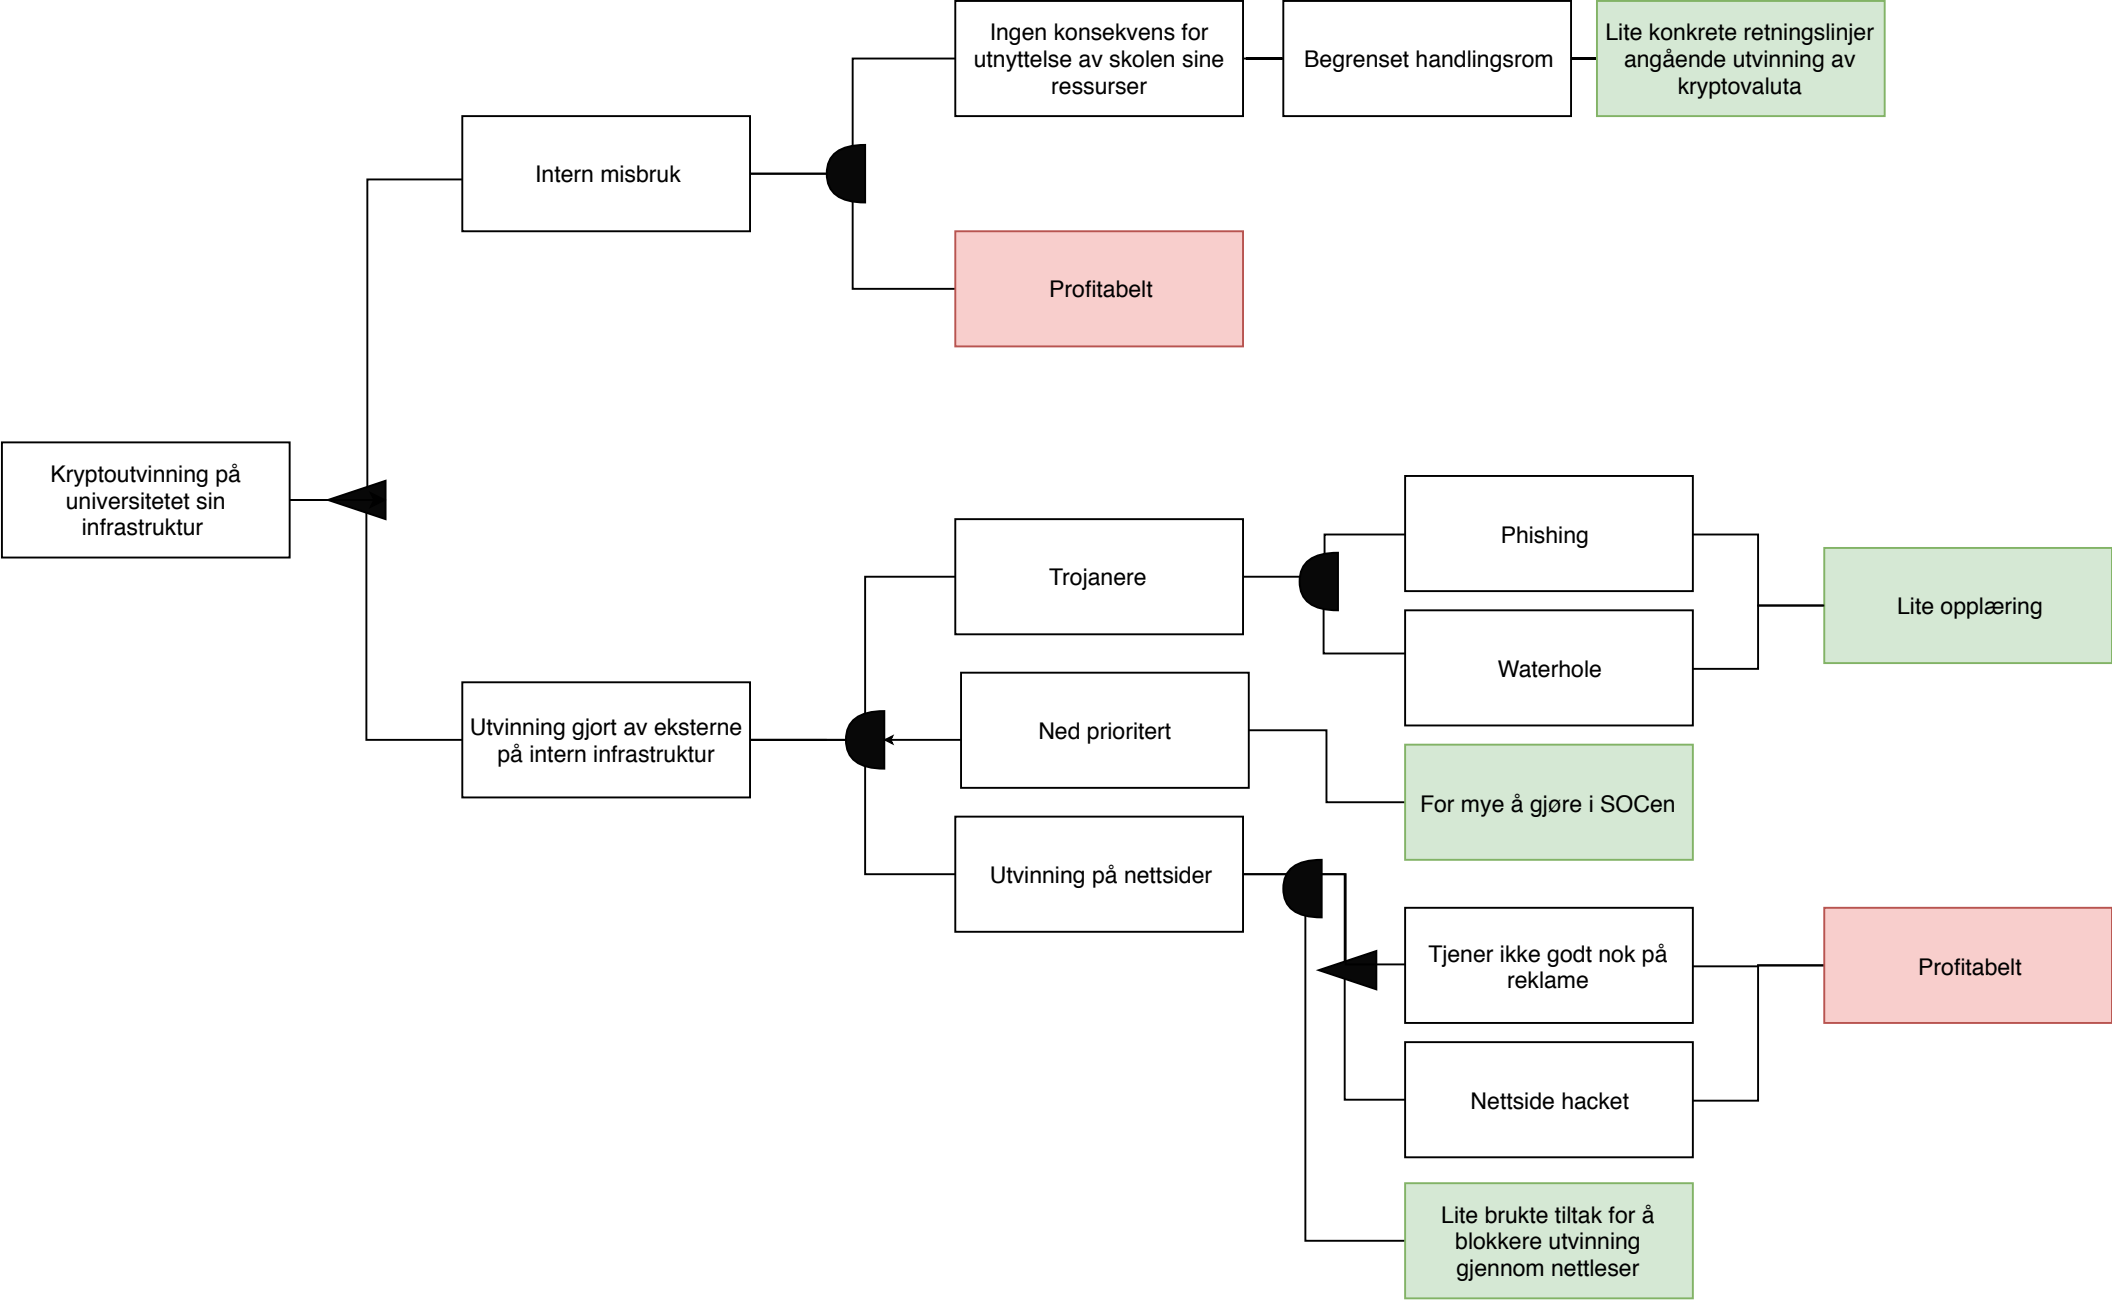 Ingen konsekvens for
utnyttelse av skolen sine
ressurser
Begrenset handlingsrom
Lite konkrete retningslinjer
angående utvinning av
kryptovaluta
Intern misbruk
Profitabelt
Kryptoutvinning på
universitetet sin
infrastruktur
Utvinning gjort av eksterne
på intern infrastruktur
Trojanere
Phishing
Waterhole
Lite opplæring
Ned prioritert
For mye å gjøre i SOCen
Utvinning på nettsider
Tjener ikke godt nok på
reklame
Profitabelt
Nettside hacket
Lite brukte tiltak for å
blokkere utvinning
gjennom nettleser